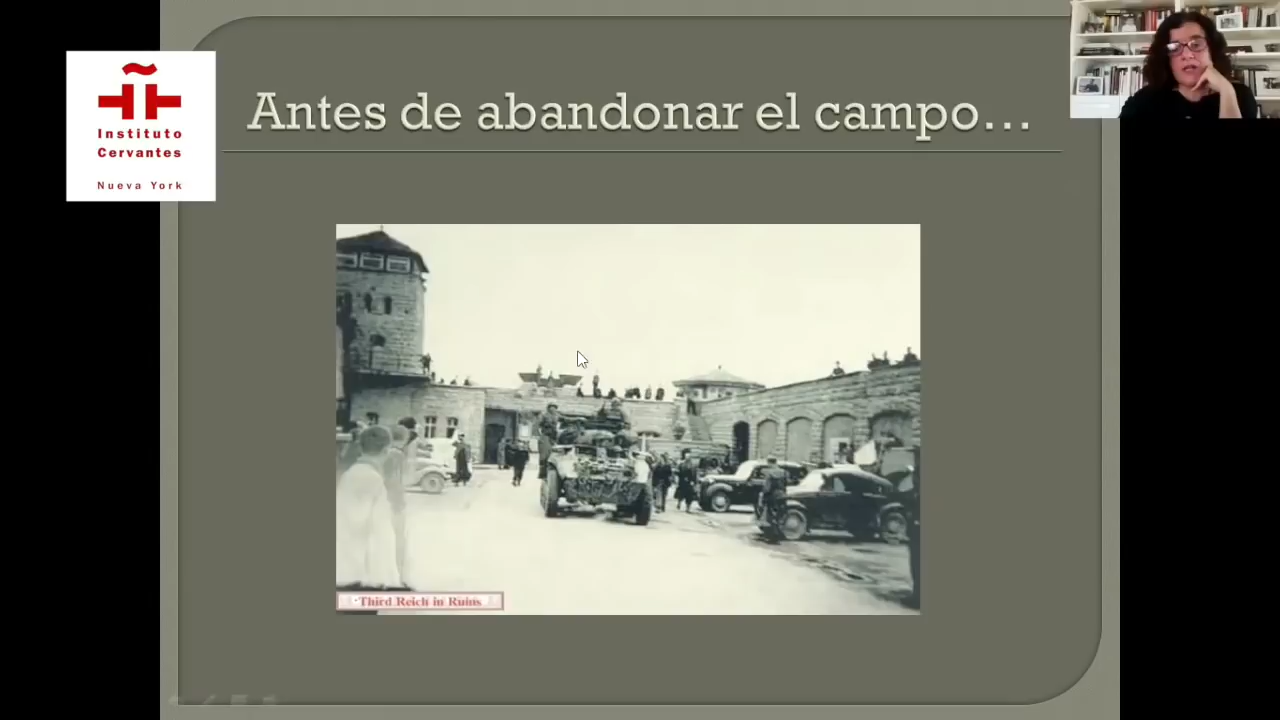 Instituto
Cervantes
Nueva York
Antes de abandonar el campo...
Third Reich in Ruins